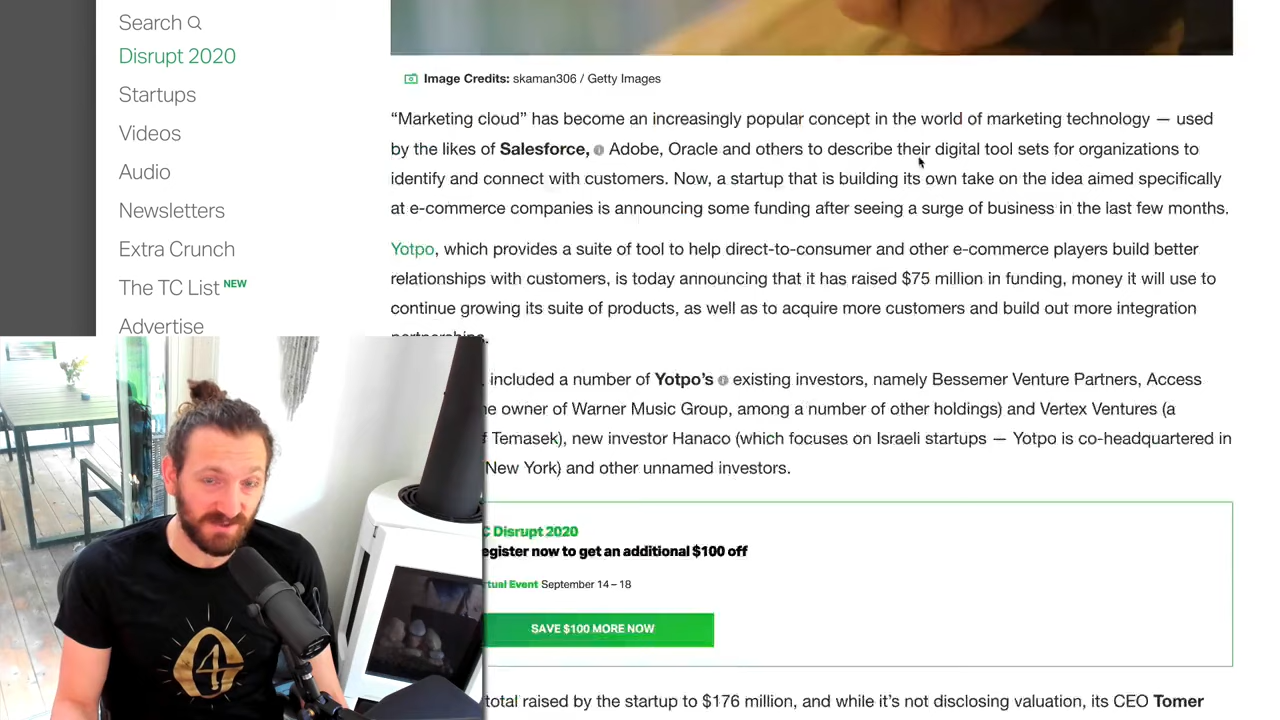 Search
Disrupt 2020
Startups
Videos
Audio
Newsletters
Extra Crunch
The TC List NEW
Advertise
Image Credits: skaman306 / Getty Images
“Marketing cloud” has become an increasingly popular concept in the world of marketing technology — used
by the likes of Salesforce, Adobe, Oracle and others to describe their digital tool sets for organizations to
identify and connect with customers. Now, a startup that is building its own take on the idea aimed specifically
at e-commerce companies is announcing some funding after seeing a surge of business in the last few months.
Yotpo, which provides a suite of tool to help direct-to-consumer and other e-commerce players build better
relationships with customers, is today announcing that it has raised $75 million in funding, money it will use to
continue growing its suite of products, as well as to acquire more customers and build out more integration
partnerships.
included a number of Yotpo’s existing investors, namely Bessemer Venture Partners, Access
owner of Warner Music Group, among a number of other holdings) and Vertex Ventures (a
Temasek), new investor Hanaco (which focuses on Israeli startups — Yotpo is co-headquartered in
New York) and other unnamed investors.
Disrupt 2020
egister now to get an additional $100 off
rtual Event September 14 – 18
SAVE $100 MORE NOW
total raised by the startup to $176 million, and while it’s not disclosing valuation, its CEO Tomer
4